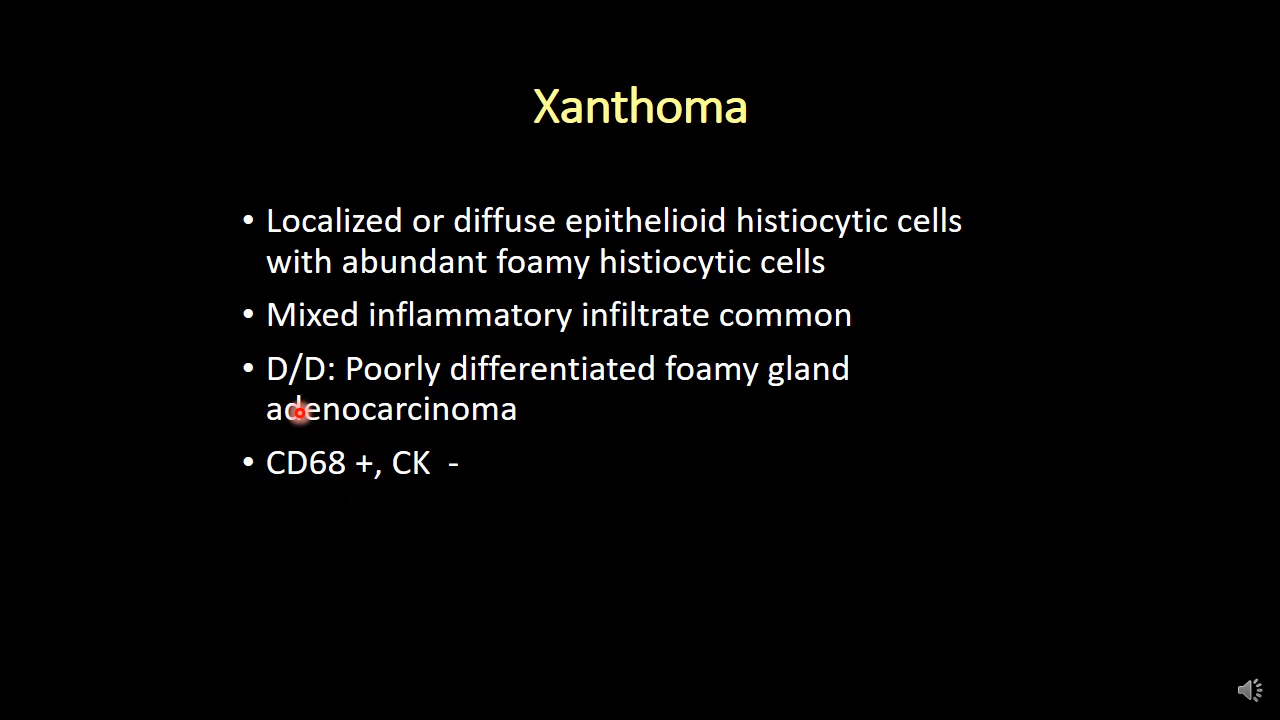 Xanthoma
• Localized or diffuse epithelioid histiocytic cells
with abundant foamy histiocytic cells
• Mixed inflammatory infiltrate common
• D/D: Poorly differentiated foamy gland
adenocarcinoma
• CD68 +, CK  -